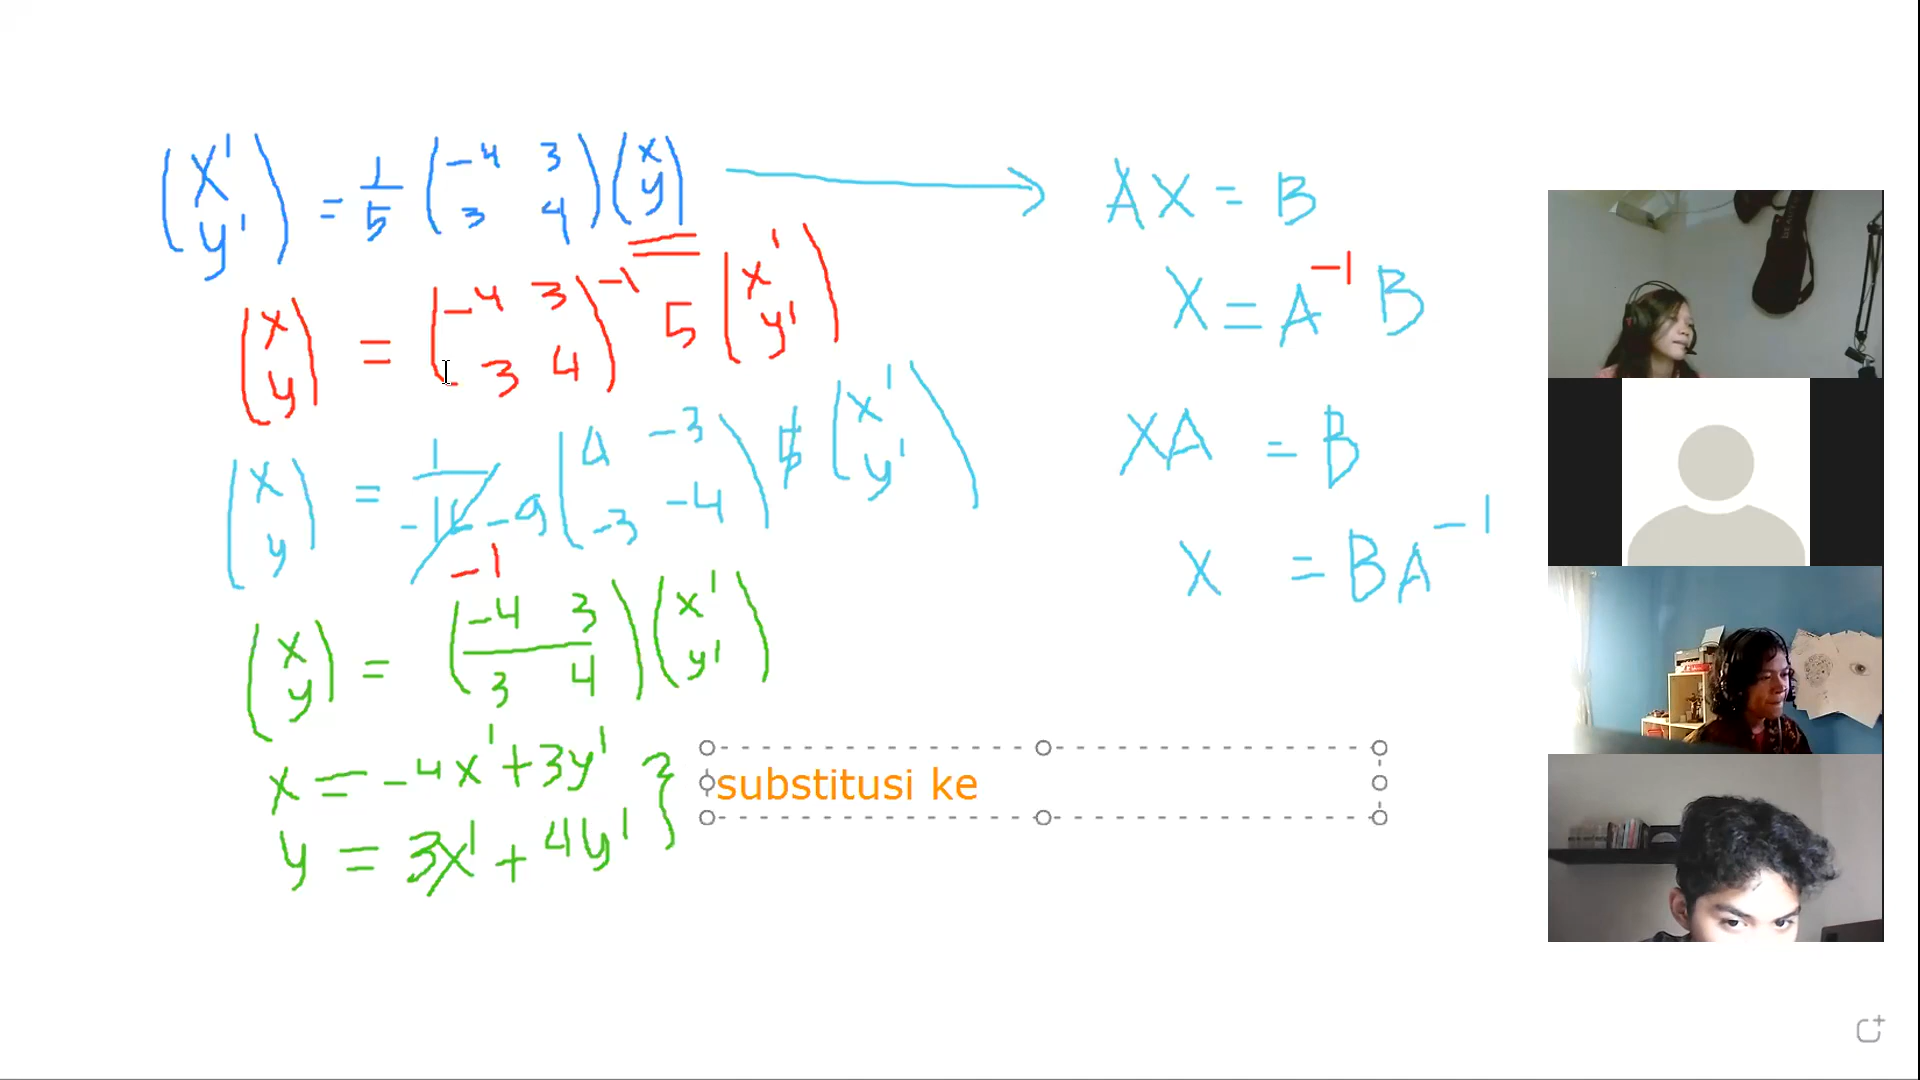 (x' y') = 1/5 (-4 3 3 4) (x y) → AX = B
(x y) = (-4 3 3 4)^-1 5 (x' y')
X = A^-1 B
(x y) = 1/-16-9 (4 -3 -3 -4) 5 (x' y')
-1
XA = B
X = BA^-1
(x y) = (-4 3 3 4) (x' y')
x = -4x' + 3y'
y = 3x' + 4y' }
substitusi ke